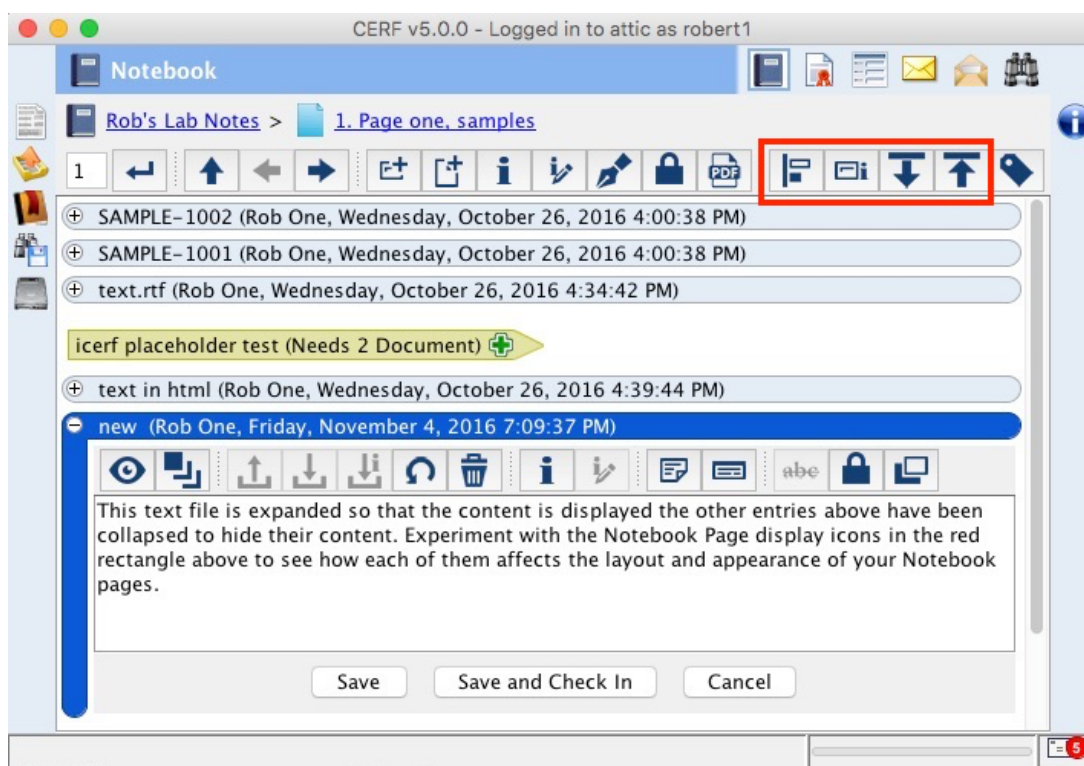 CERF v5.0.0 - Logged in to attic as robert1
Notebook
Rob's Lab Notes > 1. Page one, samples
1
PDF
SAMPLE-1002 (Rob One, Wednesday, October 26, 2016 4:00:38 PM)
SAMPLE-1001 (Rob One, Wednesday, October 26, 2016 4:00:38 PM)
text.rtf (Rob One, Wednesday, October 26, 2016 4:34:42 PM)
icerf placeholder test (Needs 2 Document)
text in html (Rob One, Wednesday, October 26, 2016 4:39:44 PM)
new (Rob One, Friday, November 4, 2016 7:09:37 PM)
abc
This text file is expanded so that the content is displayed the other entries above have been
collapsed to hide their content. Experiment with the Notebook Page display icons in the red
rectangle above to see how each of them affects the layout and appearance of your Notebook
pages.
Save Save and Check In Cancel
5